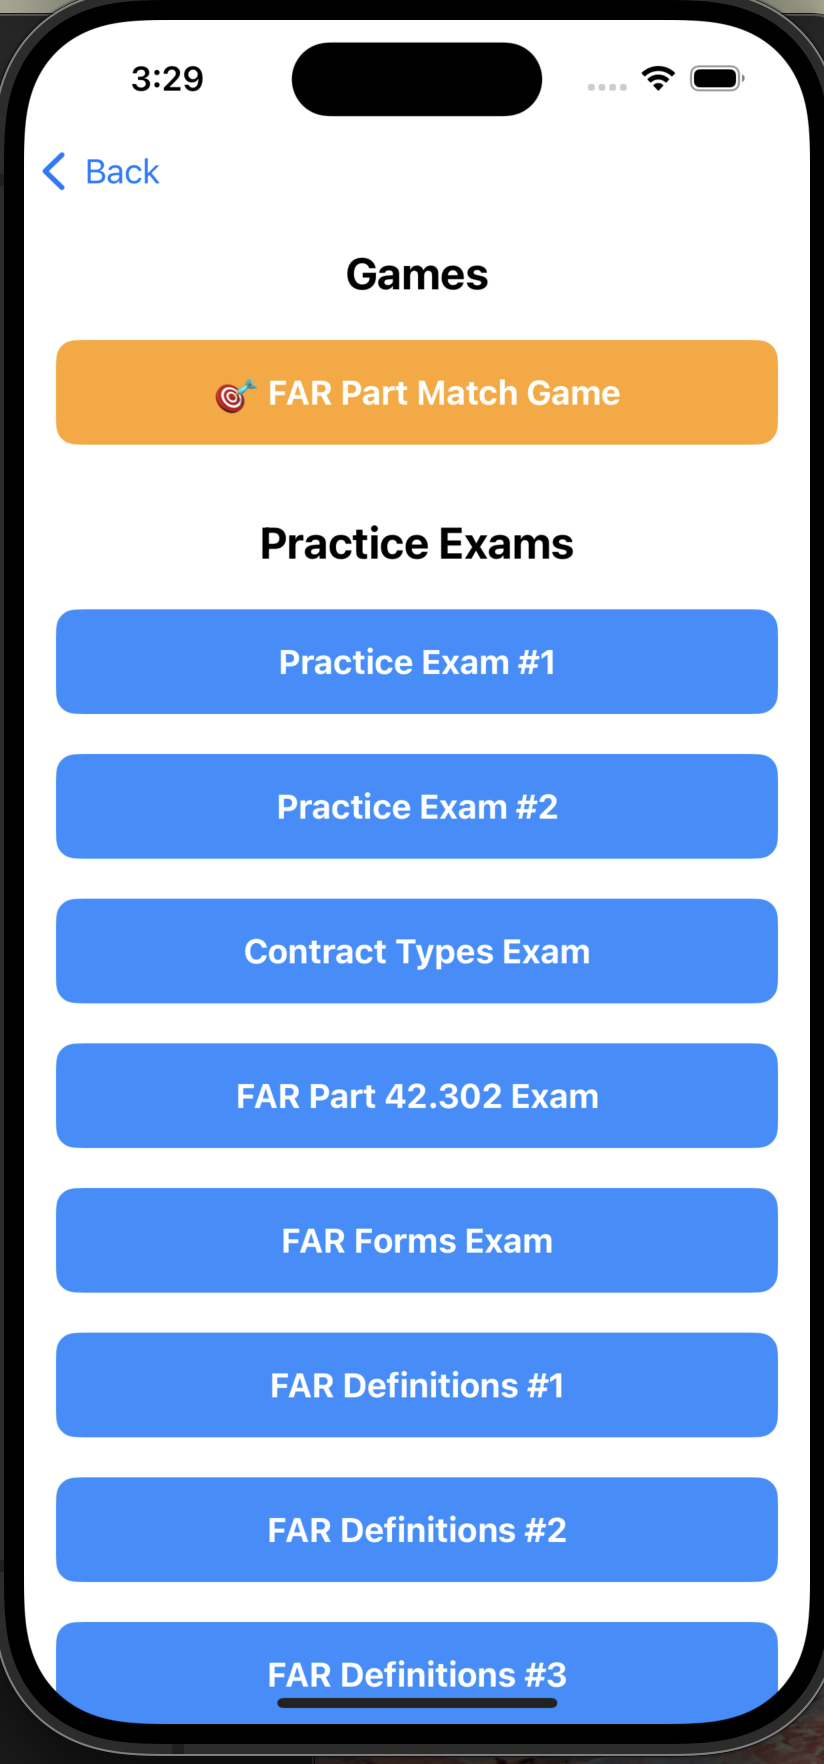 3:29
Back
Games
🎯 FAR Part Match Game
Practice Exams
Practice Exam #1
Practice Exam #2
Contract Types Exam
FAR Part 42.302 Exam
FAR Forms Exam
FAR Definitions #1
FAR Definitions #2
FAR Definitions #3